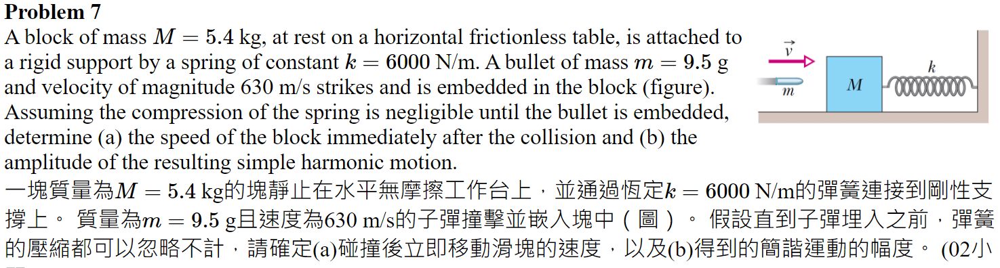 Problem 7
A block of mass M = 5.4 kg, at rest on a horizontal frictionless table, is attached to
a rigid support by a spring of constant k = 6000 N/m. A bullet of mass m = 9.5 g
and velocity of magnitude 630 m/s strikes and is embedded in the block (figure).
Assuming the compression of the spring is negligible until the bullet is embedded,
determine (a) the speed of the block immediately after the collision and (b) the
amplitude of the resulting simple harmonic motion.
v
m
M
k
一塊質量為M = 5.4 kg的塊靜止在水平無摩擦工作台上，並通過恆定k = 6000 N/m的彈簧連接到剛性支
撐上。 質量為m = 9.5 g且速度為630 m/s的子彈撞擊並嵌入塊中（圖）。 假設直到子彈埋入之前，彈簧
的壓縮都可以忽略不計，請確定(a)碰撞後立即移動滑塊的速度，以及(b)得到的簡諧運動的幅度。 (02小